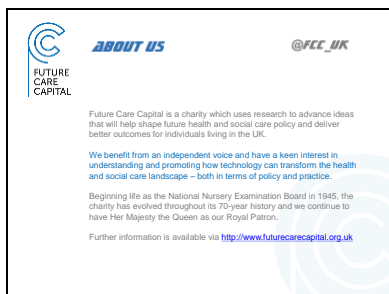 ABOUT US
@FCC_UK
FUTURE
CARE
CAPITAL
Future Care Capital is a charity which uses research to advance ideas
that will help shape future health and social care policy and deliver
better outcomes for individuals living in the UK.
We benefit from an independent voice and have a keen interest in
understanding and promoting how technology can transform the health
and social care landscape – both in terms of policy and practice.
Beginning life as the National Nursery Examination Board in 1945, the
charity has evolved throughout its 70-year history and we continue to
have Her Majesty the Queen as our Royal Patron.
Further information is available via http://www.futurecarecapital.org.uk